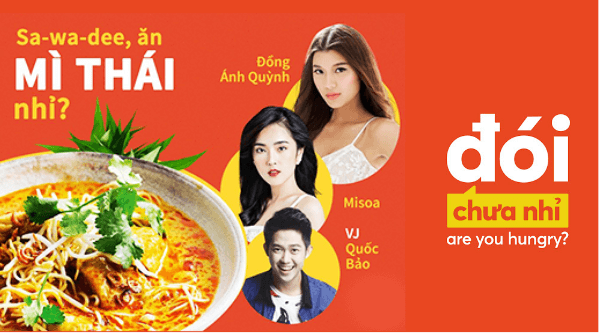 Sa-wa-dee, ăn
MÌ THÁI
nhỉ?
Đồng
Ánh Quỳnh
Misoa
VJ
Quốc
Bảo
đói
chưa nhỉ
are you hungry?